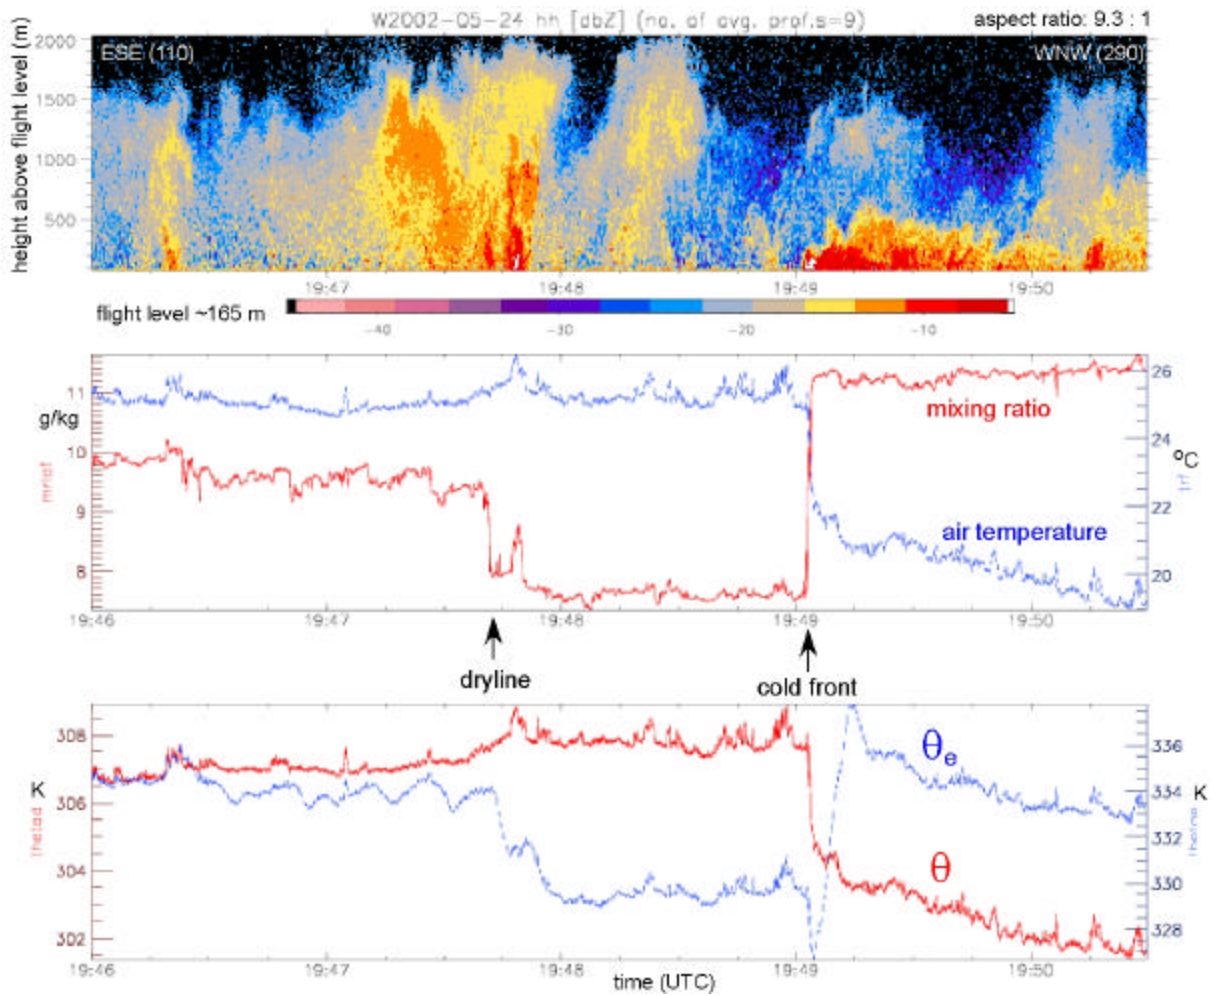 W2002-05-24 hh [dbZ] (no. of avg. prof.s=9)
aspect ratio: 9.3 : 1
height above flight level (m)
2000
1500
1000
500
ESE (110)
WNW (290)
19:47 19:48 19:49 19:50
flight level ~165 m
-40 -30 -20 -10
g/kg
11
10
9
8
mixing ratio
air temperature
26
24
22
20
°C
19:46 19:47 19:48 19:49 19:50
dryline
cold front
K
308
306
304
302
θe
θ
336
334
332
330
328
K
19:46 19:47 19:48 19:49 19:50
time (UTC)